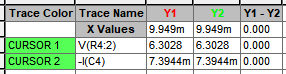 Trace Color Trace Name Y1 Y2 Y1 - Y2
X Values 9.949m 9.949m 0.000
CURSOR 1 V(R4:2) 6.3028 6.3028 0.000
CURSOR 2 -I(C4) 7.3944m 7.3944m 0.000